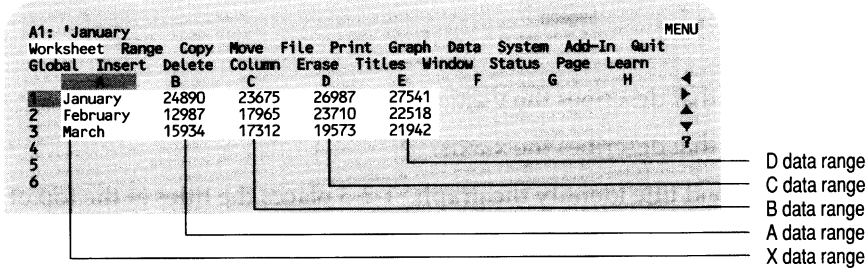 A1: 'January MENU
Worksheet Range Copy Move File Print Graph Data System Add-In Quit
Global Insert Delete Column Erase Titles Window Status Page Learn
A B C D E F G H
1 January 24890 23675 26987 27541
2 February 12987 17965 23710 22518
3 March 15934 17312 19573 21942
4
5
6
?
D data range
C data range
B data range
A data range
X data range